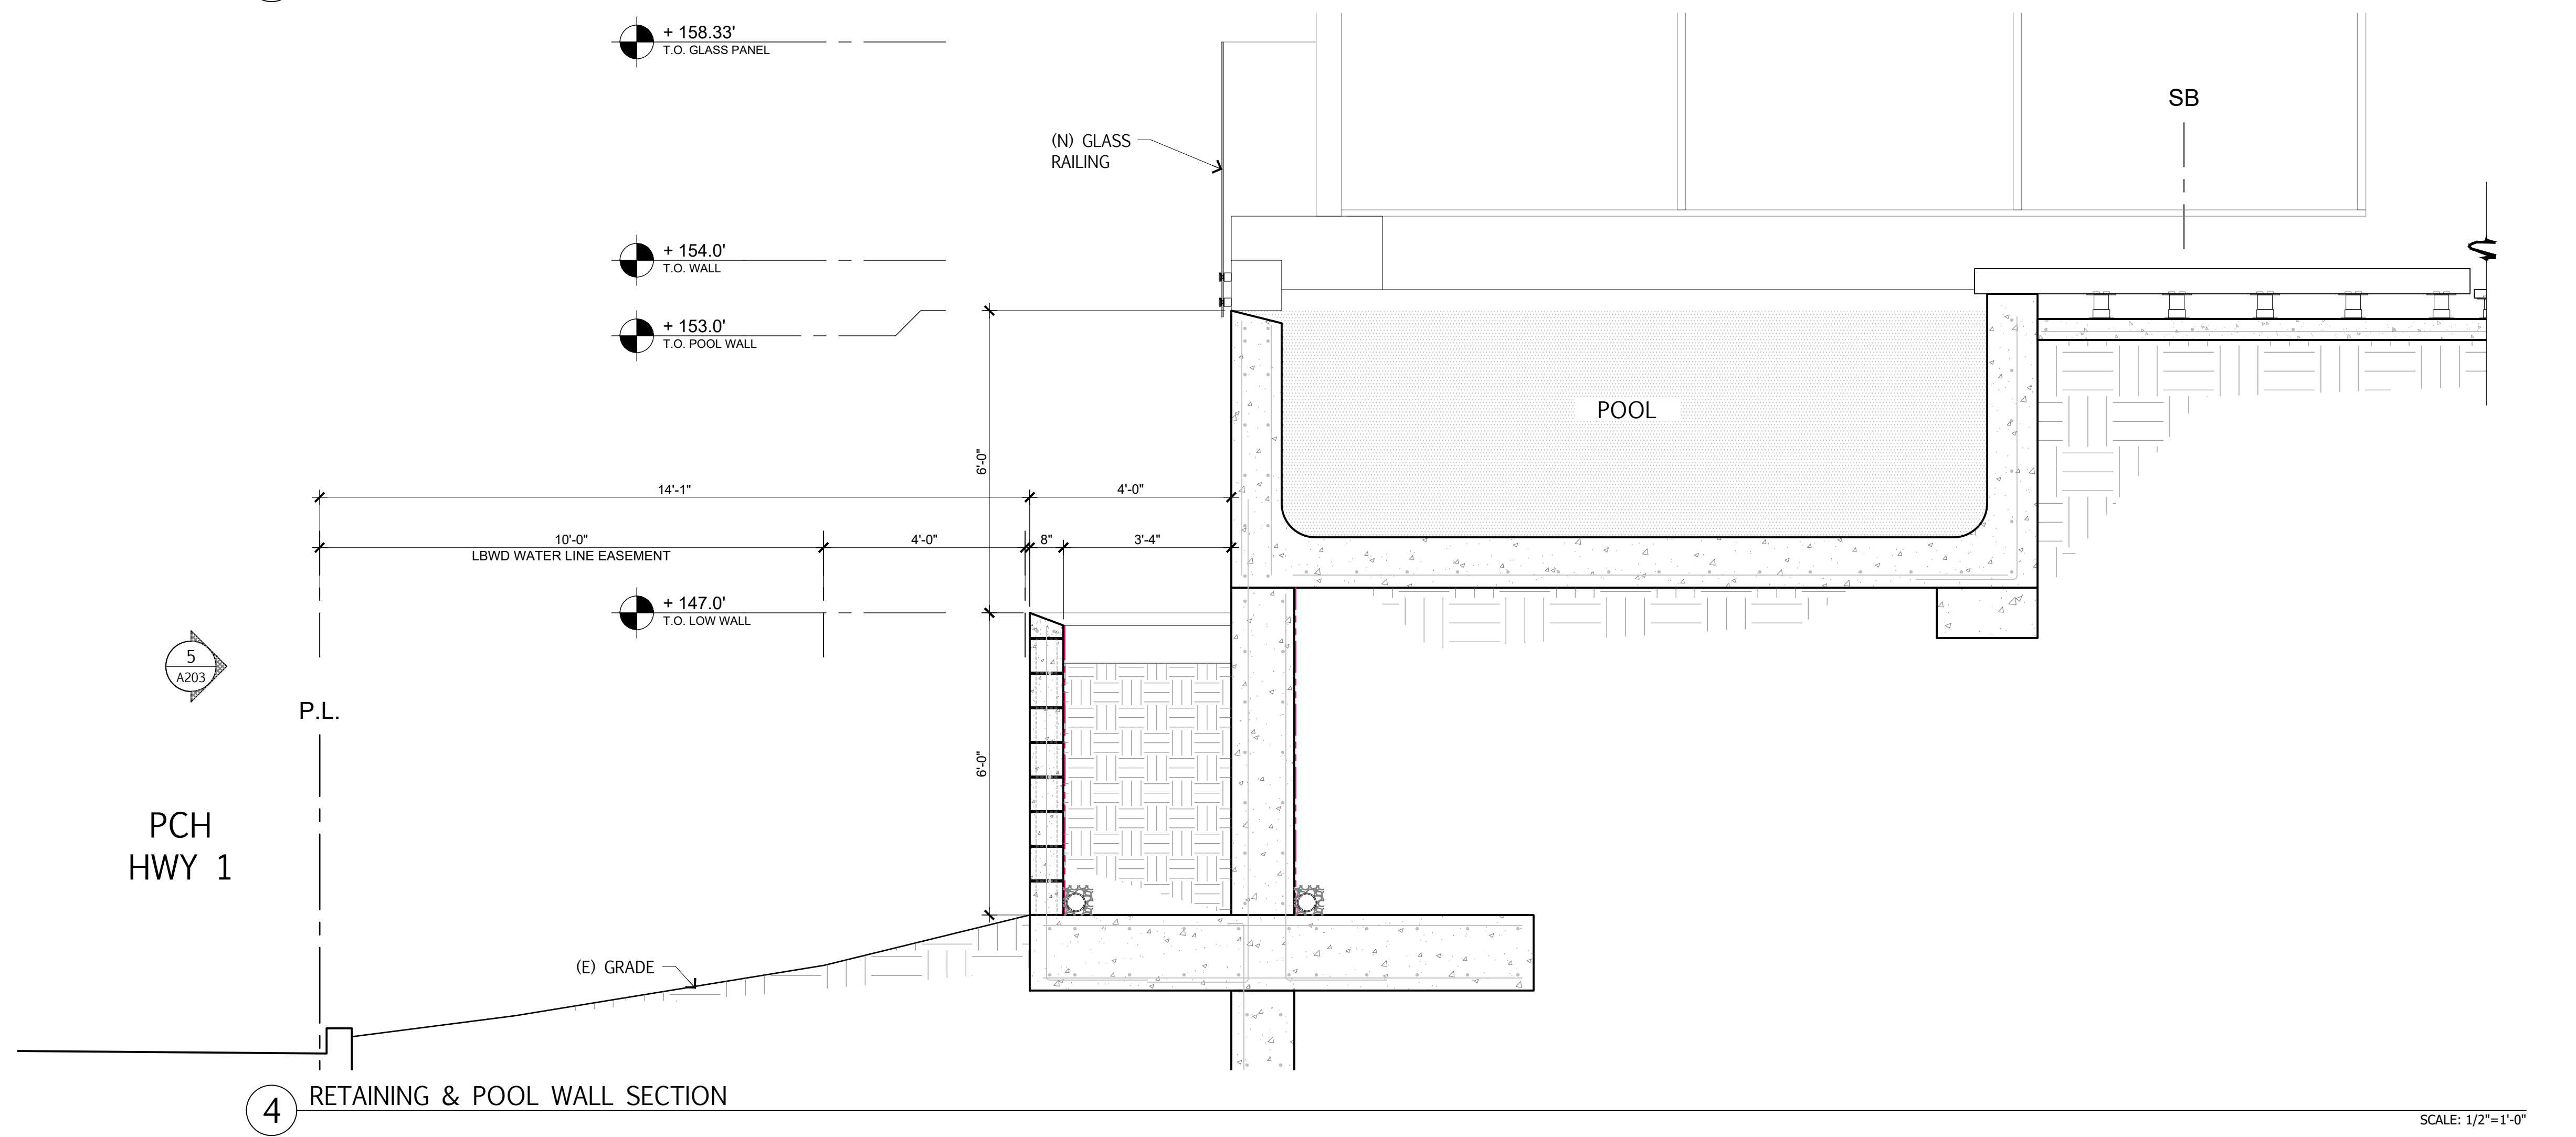 + 158.33'
T.O. GLASS PANEL
SB
(N) GLASS
RAILING
+ 154.0'
T.O. WALL
+ 153.0'
T.O. POOL WALL
POOL
6'-0"
14'-1"
4'-0"
10'-0"
LBWD WATER LINE EASEMENT
4'-0"
8"
3'-4"
+ 147.0'
T.O. LOW WALL
5
A203
P.L.
6'-0"
PCH
HWY 1
(E) GRADE
4
RETAINING & POOL WALL SECTION
SCALE: 1/2"=1'-0"